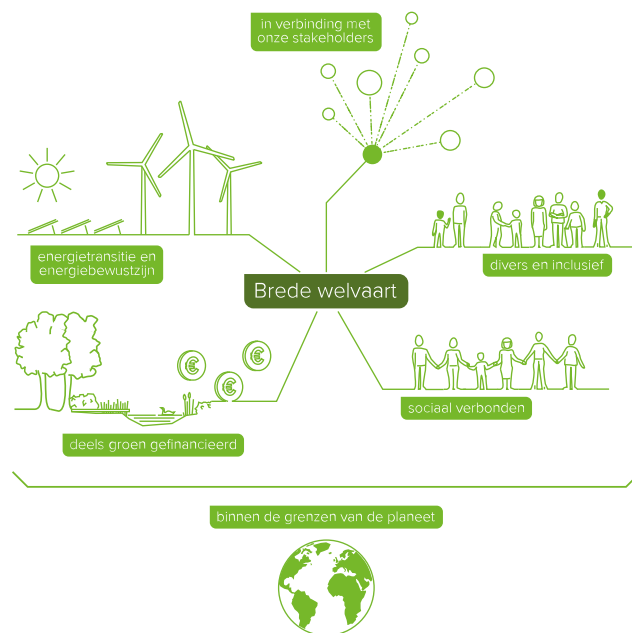 in verbinding met
onze stakeholders
energietransitie en
energiebewustzijn
divers en inclusief
Brede welvaart
€
€
€
sociaal verbonden
deels groen gefinancieerd
binnen de grenzen van de planeet